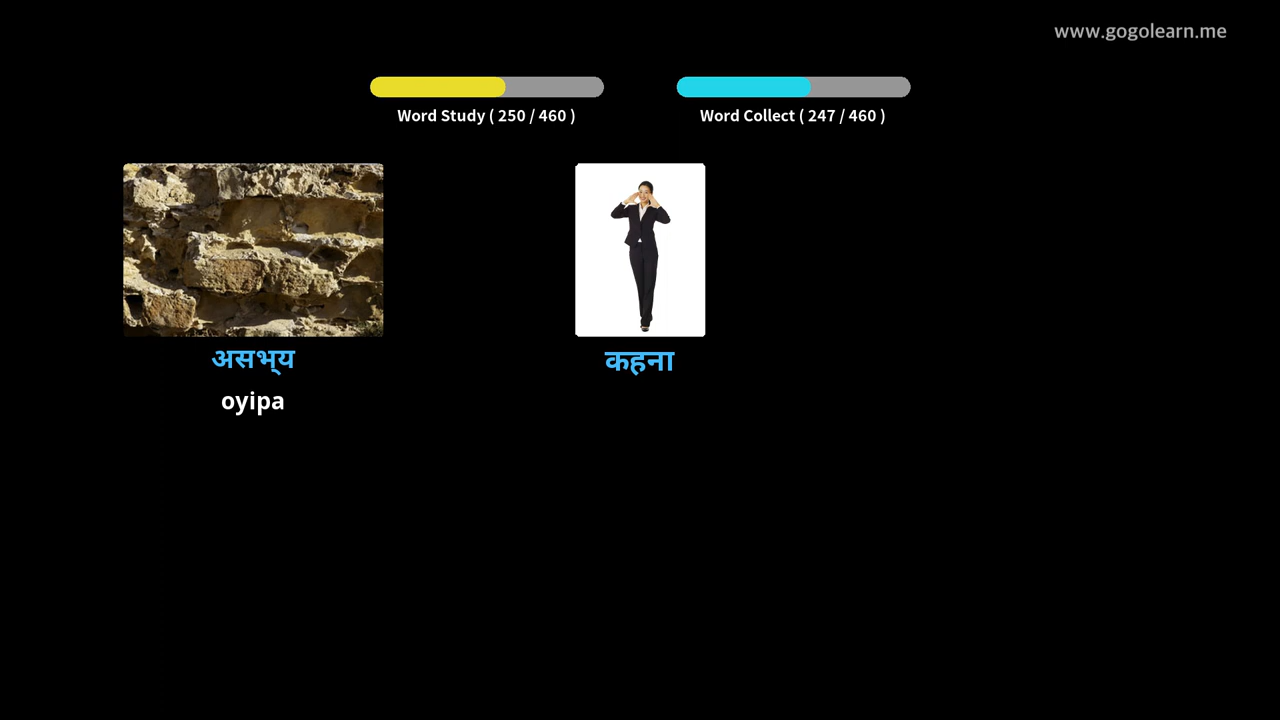 www.gogolearn.me
Word Study ( 250 / 460 )
Word Collect ( 247 / 460 )
असभ्य
oyipa
कहना